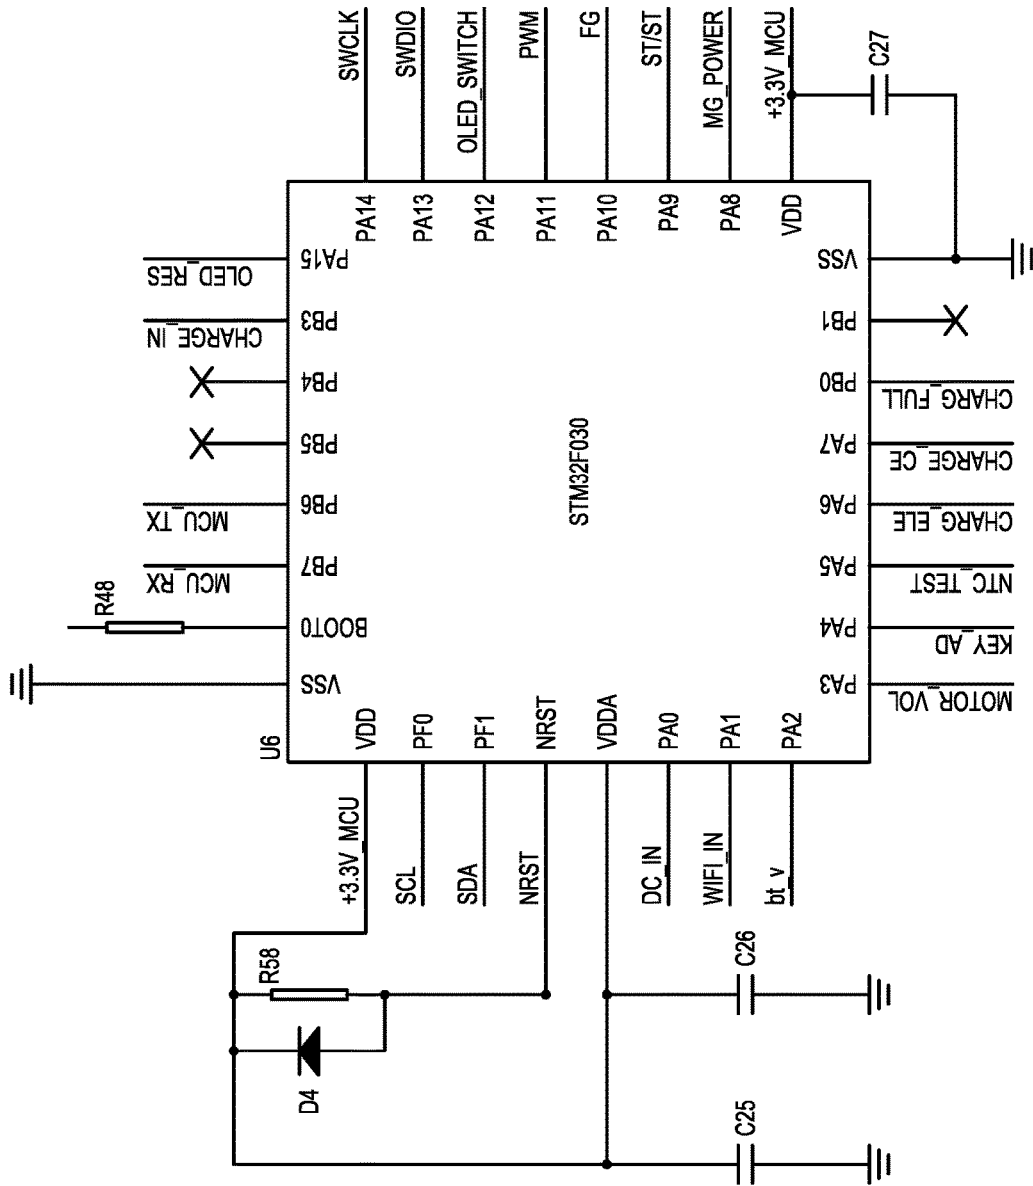 SWCLK
SWDIO
OLED_SWITCH
PWM
FG
ST/ST
MG_POWER
+3.3V_MCU
C27
PA14
PA13
PA12
PA11
PA10
PA9
PA8
VDD
OLED_RES
PA15
CHARGE_IN
PB3
PB4
PB5
MCU_TX
PB6
MCU_RX
PB7
R48
BOOT0
VSS
U6
STM32F030
VSS
PB1
PB0
CHARG_FULL
PA7
CHARGE_CE
PA6
CHARG_ELE
PA5
NTC_TEST
PA4
KEY_AD
PA3
MOTOR_VOL
VDD
PF0
PF1
NRST
VDDA
PA0
PA1
PA2
+3.3V_MCU
SCL
SDA
NRST
DC_IN
WIFI_IN
bt_v
R58
C26
D4
C25